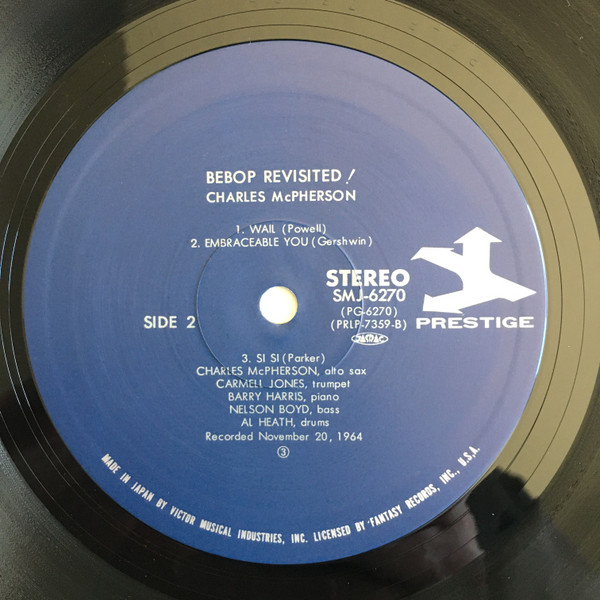 BEBOP REVISITED!
CHARLES McPHERSON
1. WAIL (Powell)
2. EMBRACEABLE YOU (Gershwin)
STEREO
SMJ-6270
(PG-6270)
(PRLP-7359-B)
PRESTIGE
SIDE 2
3. SI SI (Parker)
CHARLES McPHERSON, alto sax
CARMELL JONES, trumpet
BARRY HARRIS, piano
NELSON BOYD, bass
AL HEATH, drums
Recorded November 20, 1964
③
MADE IN JAPAN BY VICTOR MUSICAL INDUSTRIES, INC. LICENSED BY FANTASY RECORDS, INC., U.S.A.